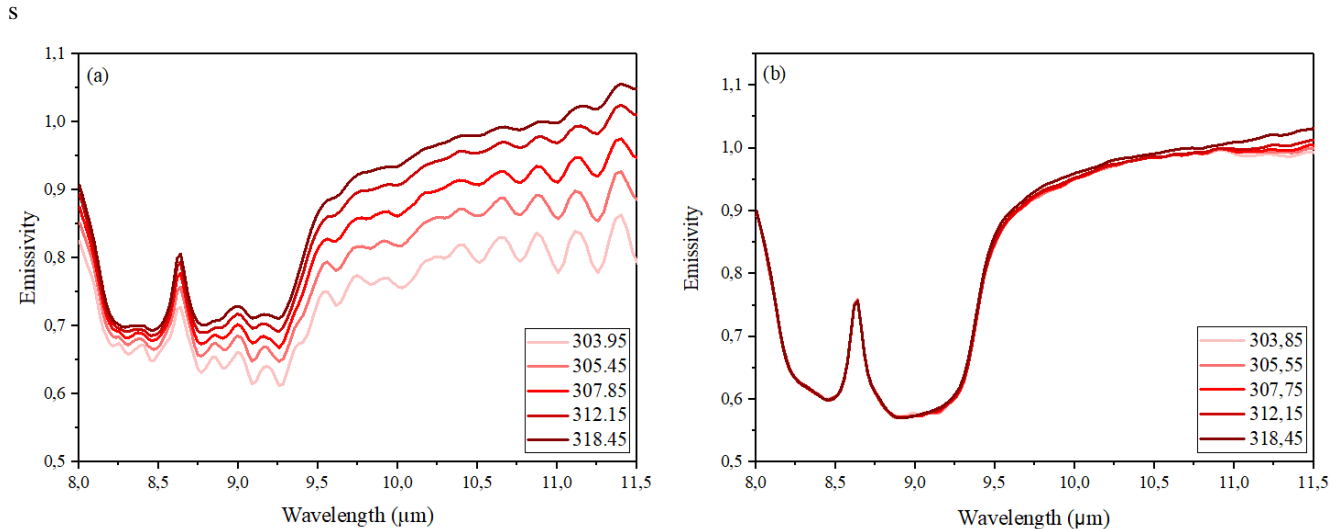 s
(a)
1,1
1,0
0,9
0,8
0,7
0,6
0,5
Emissivity
303.95
305.45
307.85
312.15
318.45
8,0 8,5 9,0 9,5 10,0 10,5 11,0 11,5
Wavelength (µm)
(b)
1,1
1,0
0,9
0,8
0,7
0,6
0,5
Emissivity
303,85
305,55
307,75
312,15
318,45
8,0 8,5 9,0 9,5 10,0 10,5 11,0 11,5
Wavelength (µm)